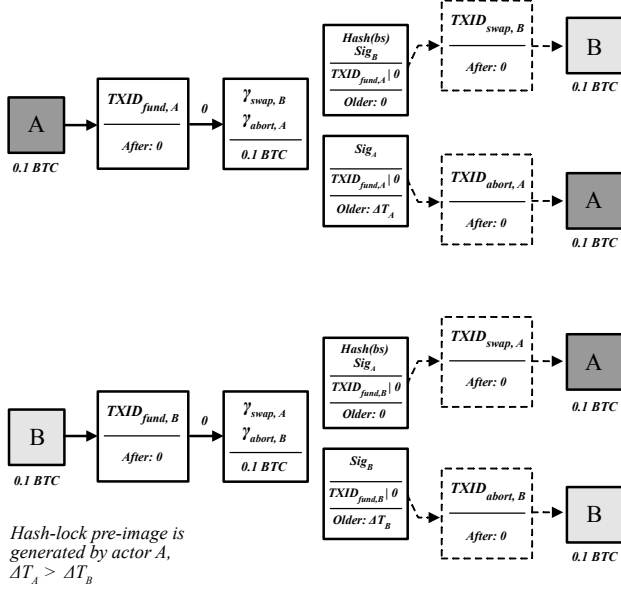 A
0.1 BTC
TXID_fund, A
After: 0
0
γ_swap, B
γ_abort, A
0.1 BTC
Hash(bs)
Sig_B
TXID_fund,A | 0
Older: 0
TXID_swap, B
After: 0
B
0.1 BTC
Sig_A
TXID_fund,A | 0
Older: ΔT_A
TXID_abort, A
After: 0
A
0.1 BTC
B
0.1 BTC
TXID_fund, B
After: 0
0
γ_swap, A
γ_abort, B
0.1 BTC
Hash(bs)
Sig_A
TXID_fund,B | 0
Older: 0
TXID_swap, A
After: 0
A
0.1 BTC
Sig_B
TXID_fund,B | 0
Older: ΔT_B
TXID_abort, B
After: 0
B
0.1 BTC
Hash-lock pre-image is
generated by actor A,
ΔT_A > ΔT_B